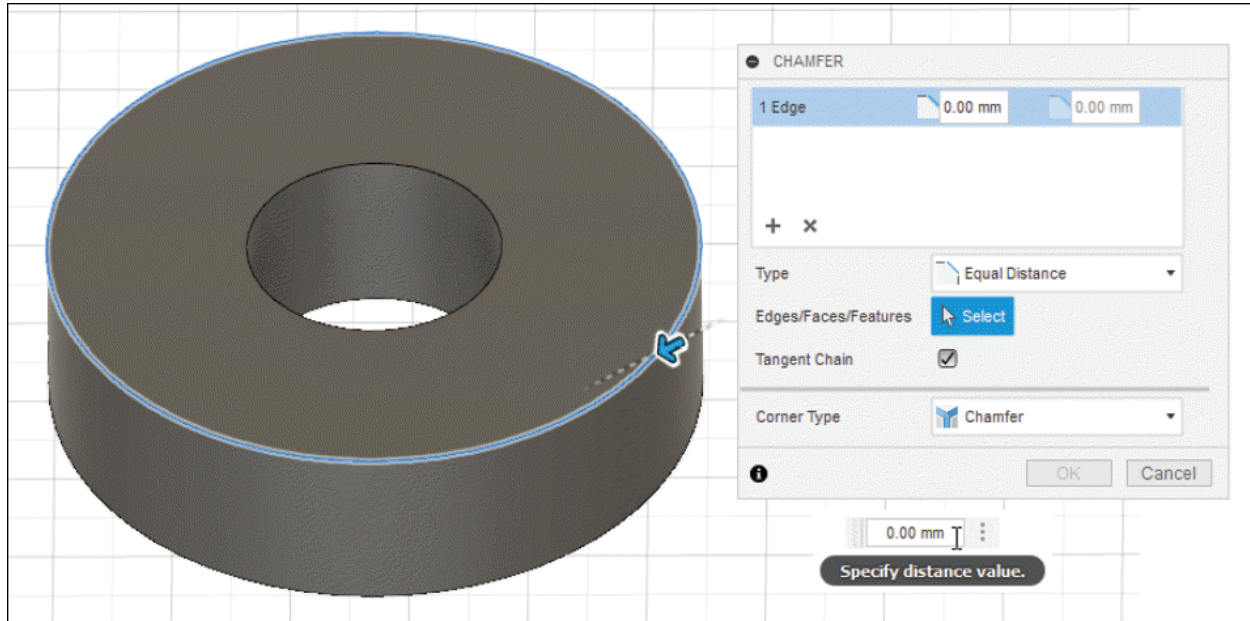 CHAMFER
1 Edge 0.00 mm 0.00 mm
Type Equal Distance
Edges/Faces/Features Select
Tangent Chain
Corner Type Chamfer
OK Cancel
0.00 mm
Specify distance value.